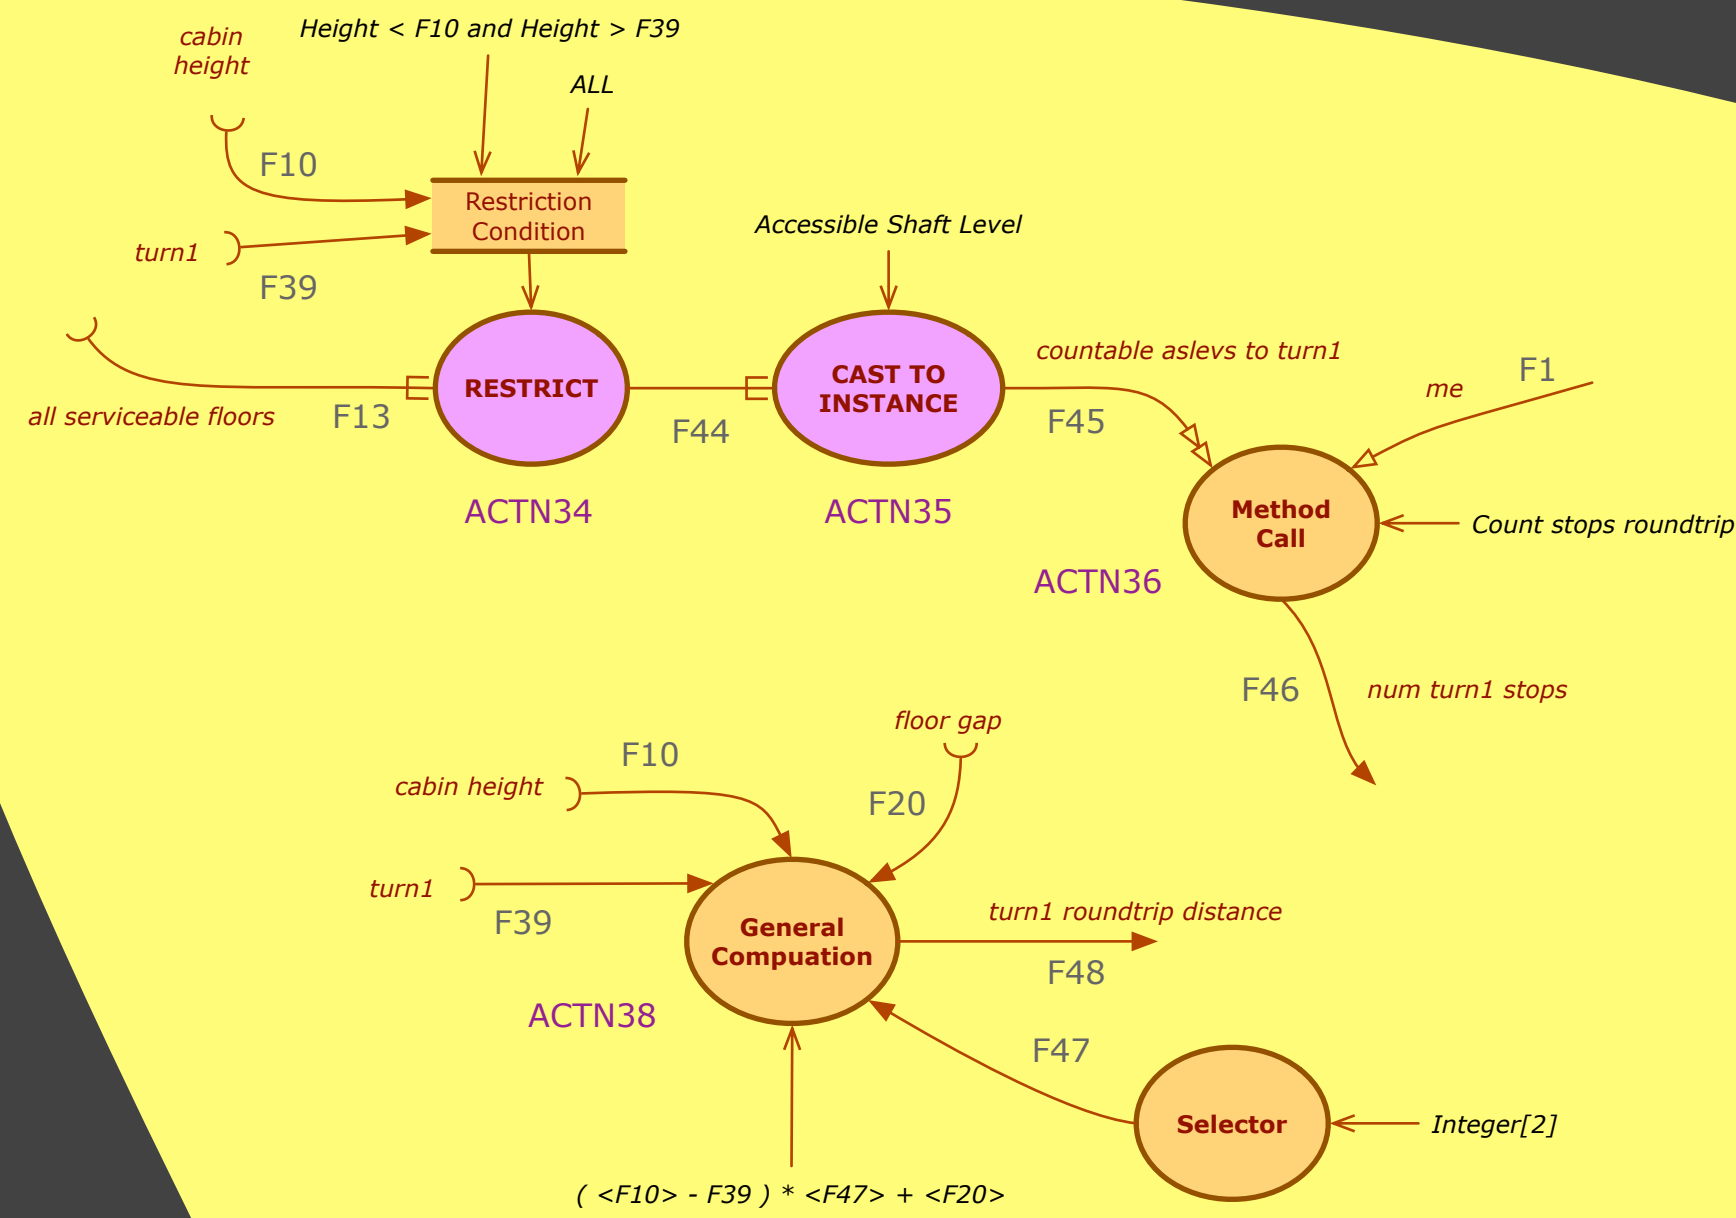 cabin
height
Height < F10 and Height > F39
ALL
F10
Restriction
Condition
turn1
F39
Accessible Shaft Level
RESTRICT
CAST TO
INSTANCE
countable aslevs to turn1
me
F1
all serviceable floors
F13
F44
F45
ACTN34
ACTN35
Method
Call
Count stops roundtrip
ACTN36
F46
num turn1 stops
floor gap
F10
cabin height
F20
turn1
F39
General
Compuation
turn1 roundtrip distance
F48
ACTN38
F47
Selector
Integer[2]
( <F10> - F39 ) * <F47> + <F20>